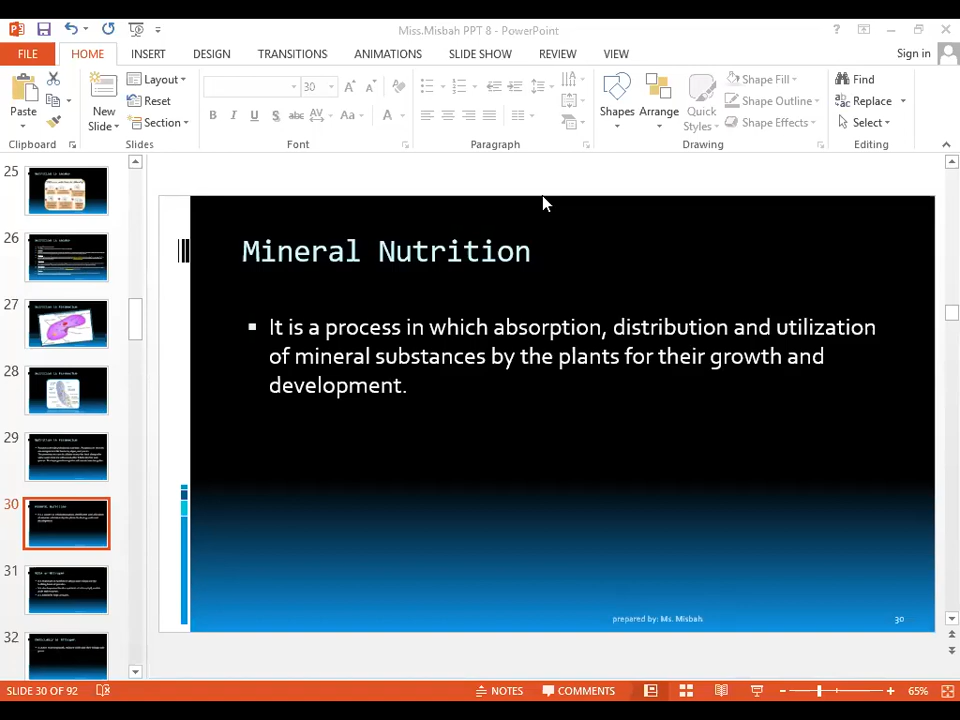 Miss.Misbah PPT 8 - PowerPoint
?
FILE HOME INSERT DESIGN TRANSITIONS ANIMATIONS SLIDE SHOW REVIEW VIEW Sign in
Paste
Clipboard
New
Slide
Layout
Reset
Section
Slides
30
B I U S abc AV Aa A
Font
Paragraph
Shapes
Arrange
Quick
Styles
Shape Fill
Shape Outline
Shape Effects
Drawing
Find
Replace
Select
Editing
25
26
27
28
29
30
31
32
Mineral Nutrition
It is a process in which absorption, distribution and utilization
of mineral substances by the plants for their growth and
development.
prepared by: Ms. Misbah
30
SLIDE 30 OF 92
NOTES
COMMENTS
65%